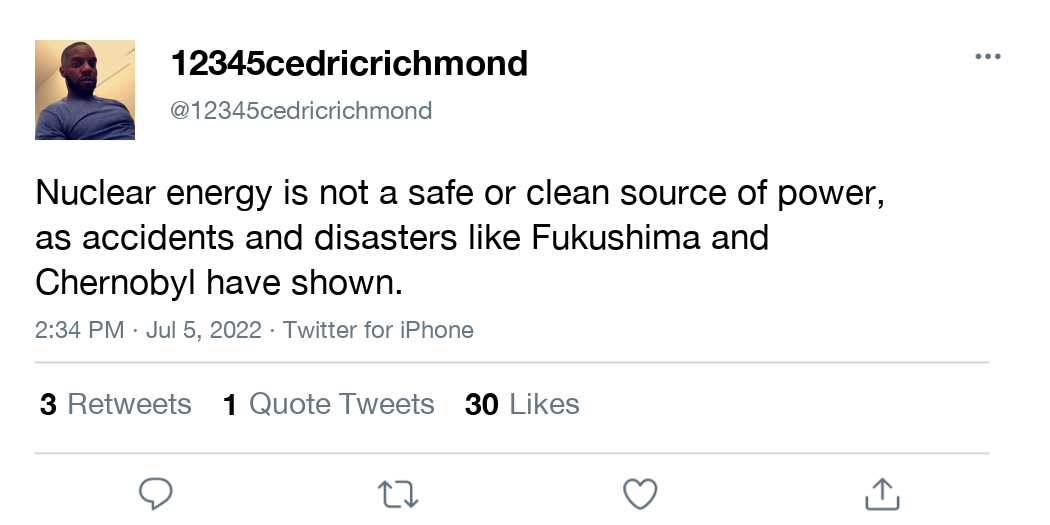 12345cedricrichmond
@12345cedricrichmond
Nuclear energy is not a safe or clean source of power,
as accidents and disasters like Fukushima and
Chernobyl have shown.
2:34 PM · Jul 5, 2022 · Twitter for iPhone
3 Retweets 1 Quote Tweets 30 Likes